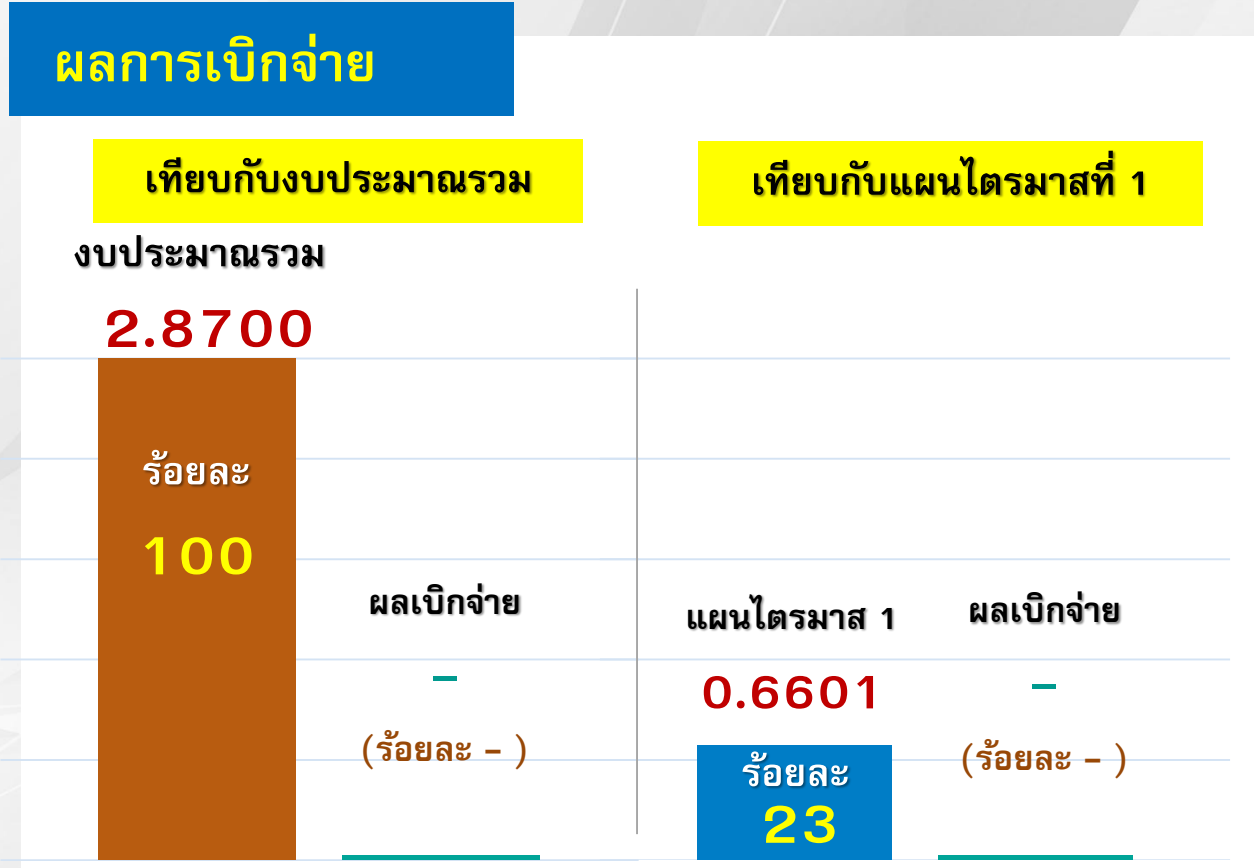 ผลการเบิกจ่าย
เทียบกับงบประมาณรวม
งบประมาณรวม
2.8700
ร้อยละ
100
ผลเบิกจ่าย
–
(ร้อยละ – )
เทียบกับแผนไตรมาสที่ 1
แผนไตรมาส 1
0.6601
ร้อยละ
23
ผลเบิกจ่าย
–
(ร้อยละ – )